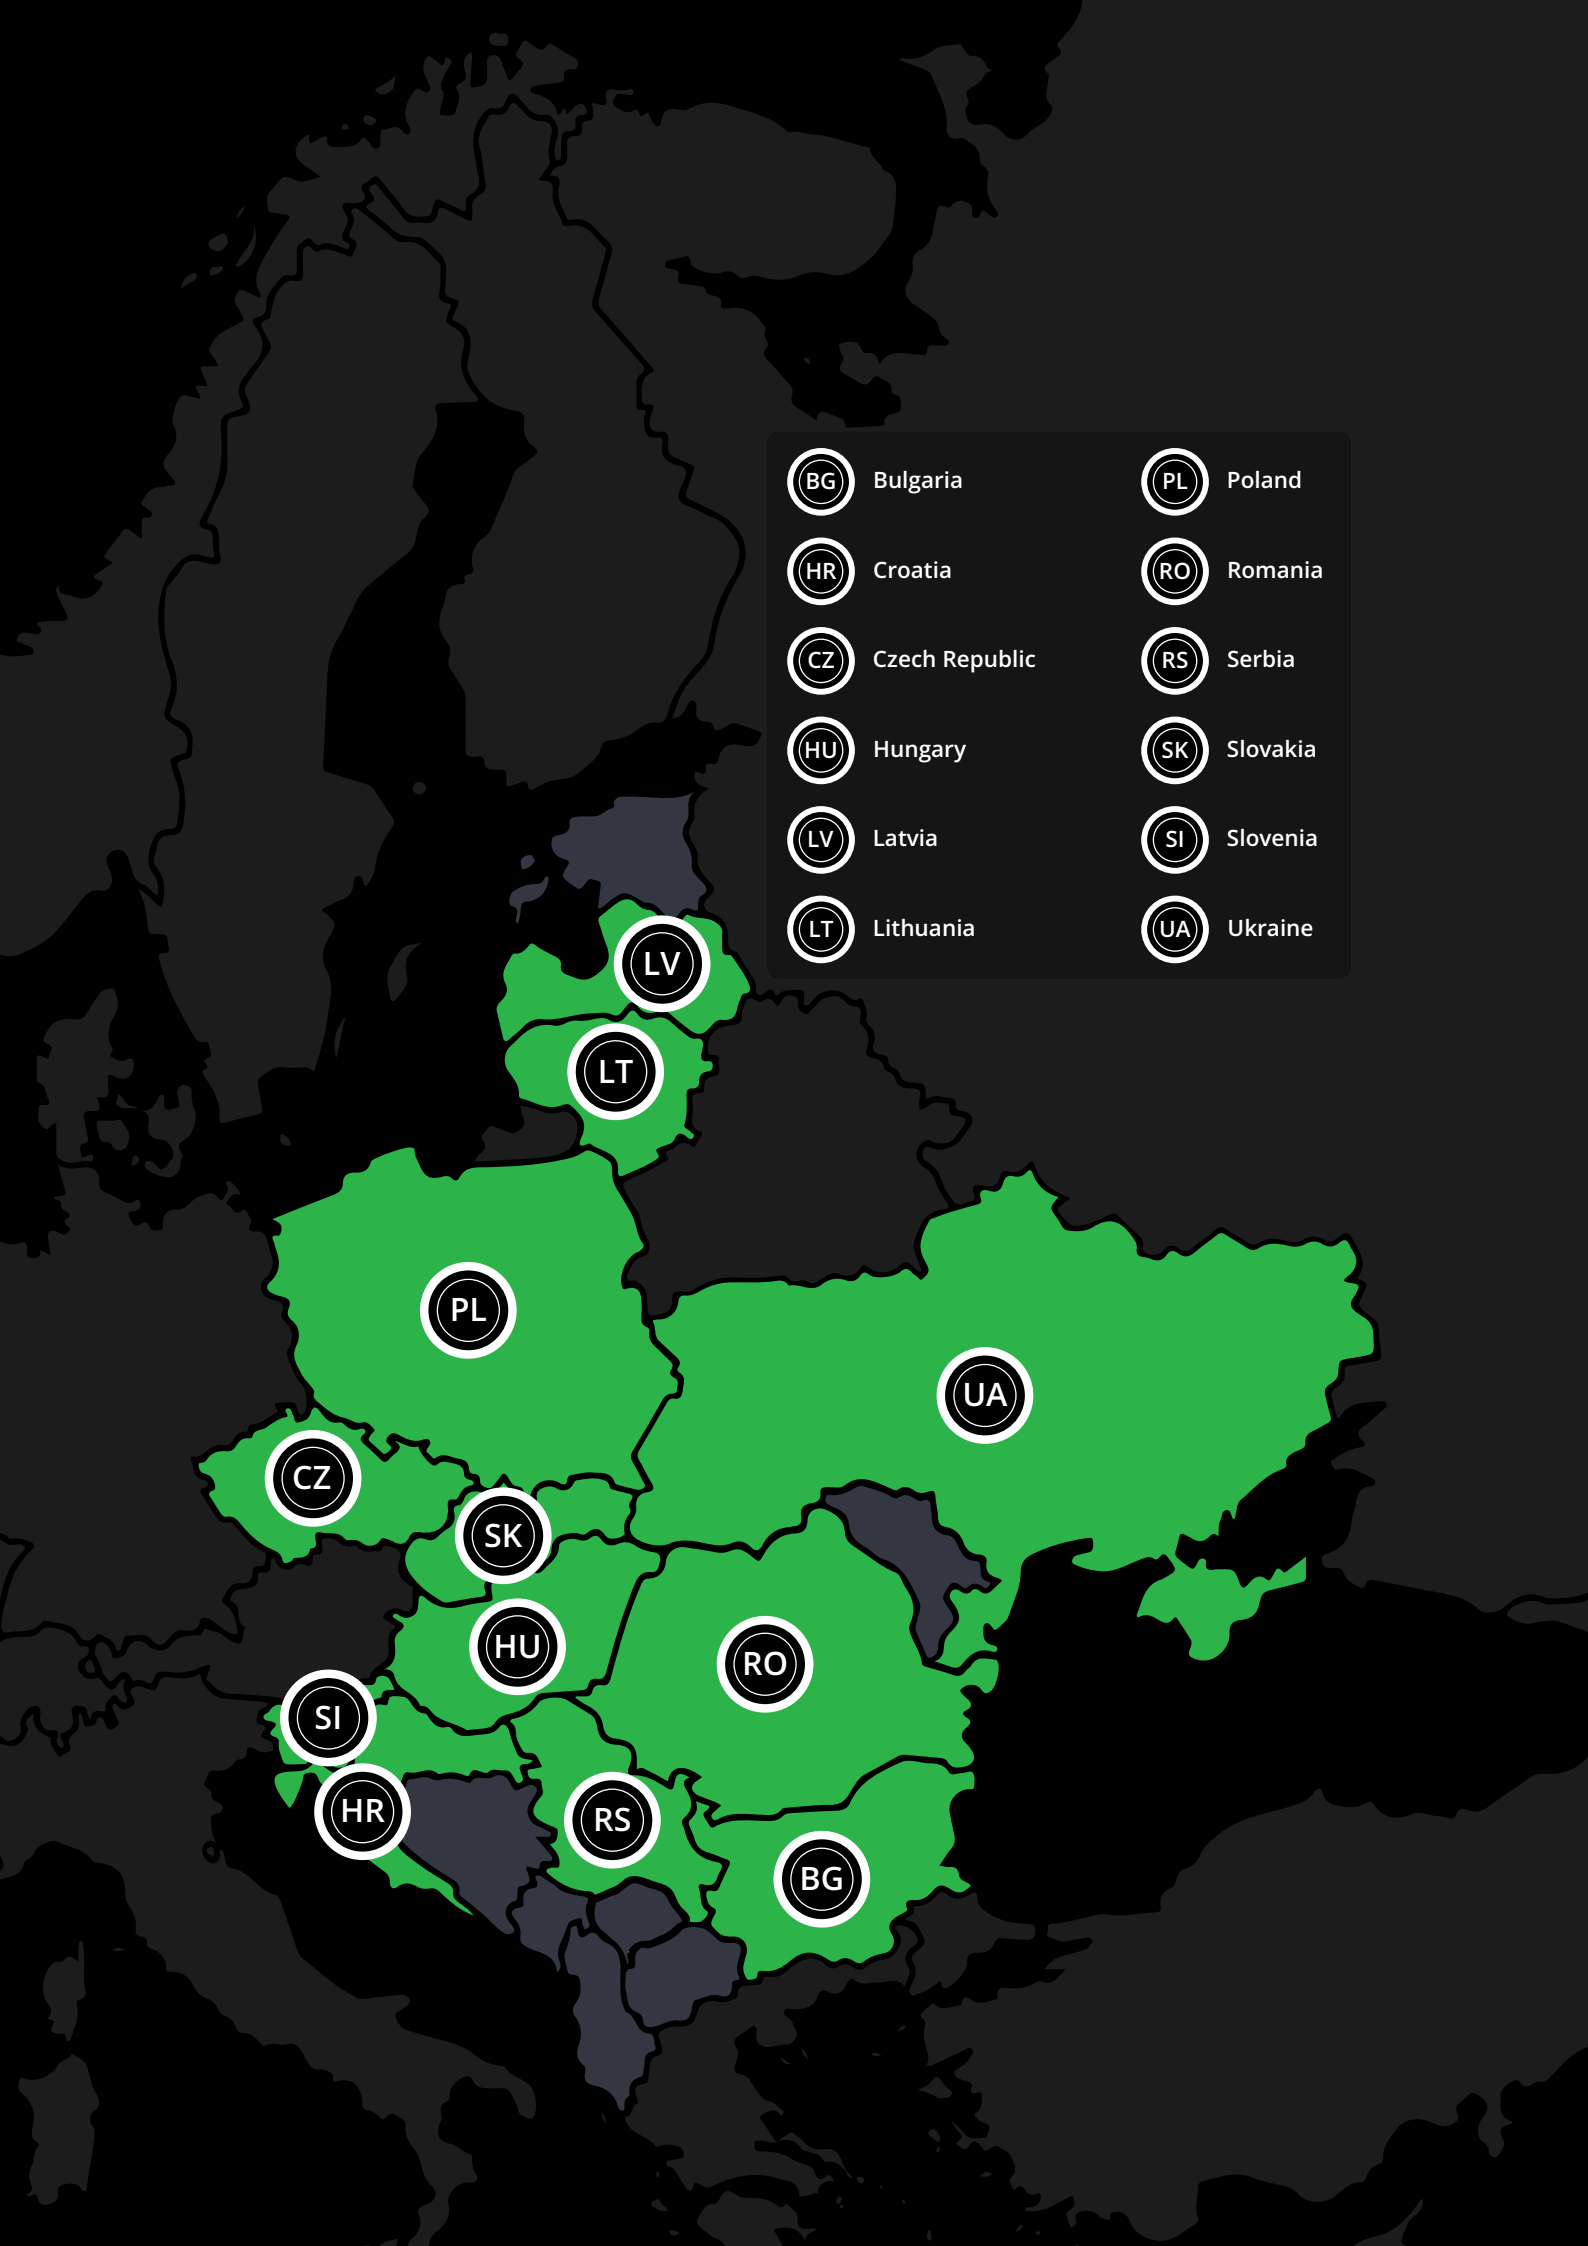 BG Bulgaria
HR Croatia
CZ Czech Republic
HU Hungary
LV Latvia
LT Lithuania
PL Poland
RO Romania
RS Serbia
SK Slovakia
SI Slovenia
UA Ukraine
LV
LT
PL
UA
CZ
SK
HU
RO
SI
HR
RS
BG